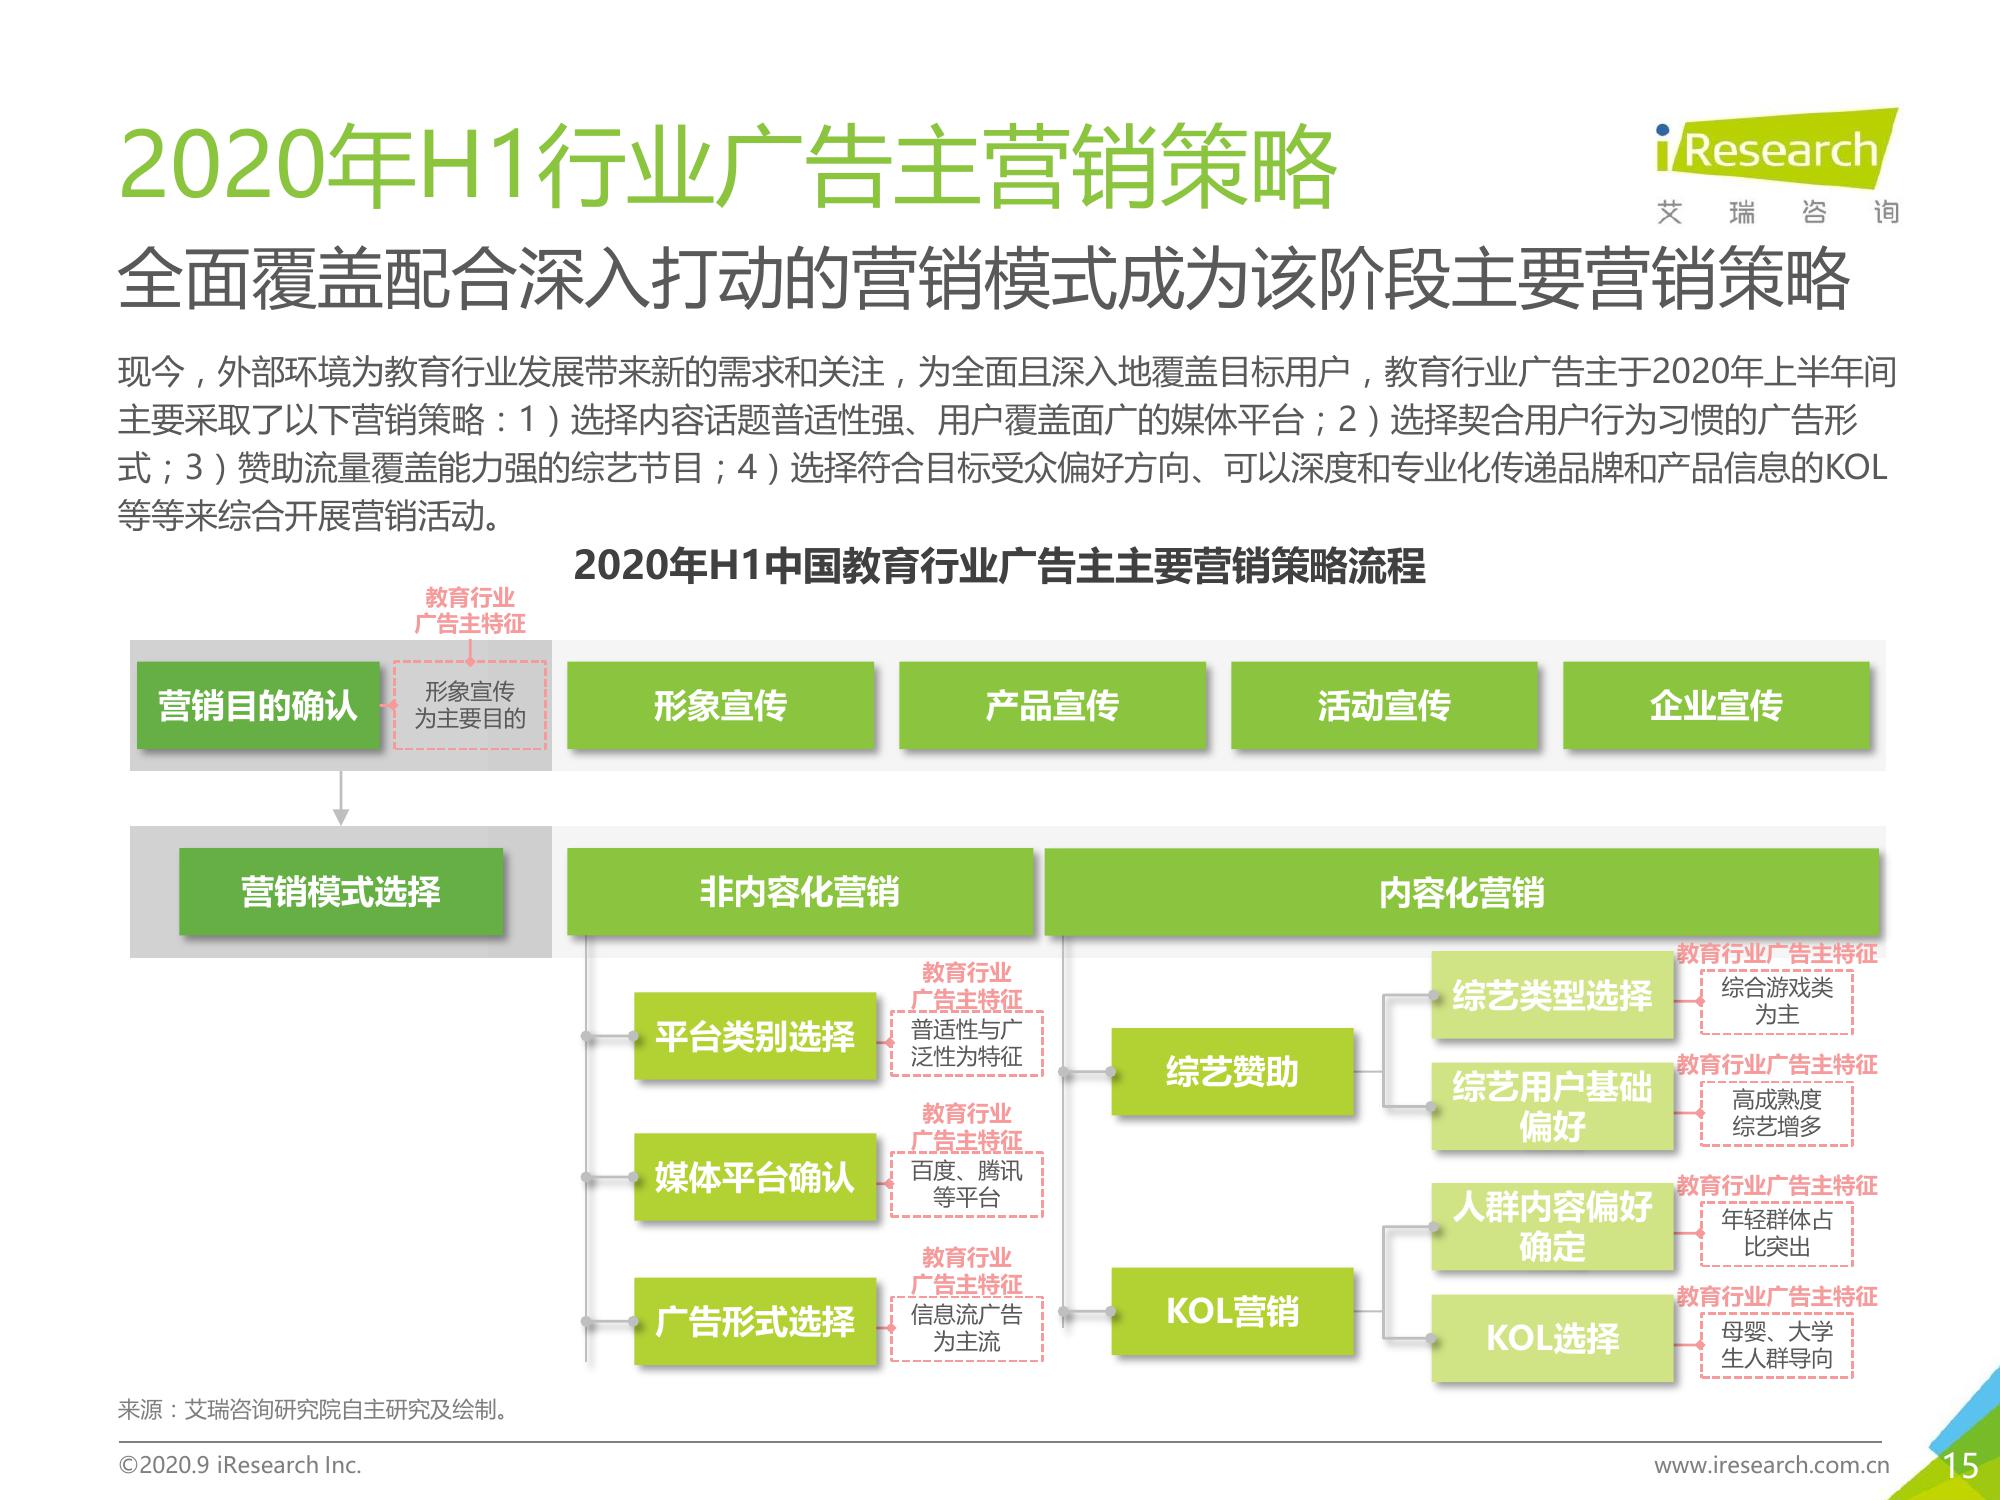 2020年H1行业广告主营销策略
iResearch
艾瑞咨询
全面覆盖配合深入打动的营销模式成为该阶段主要营销策略
现今，外部环境为教育行业发展带来新的需求和关注，为全面且深入地覆盖目标用户，教育行业广告主于2020年上半年间
主要采取了以下营销策略：1）选择内容话题普适性强、用户覆盖面广的媒体平台；2）选择契合用户行为习惯的广告形
式；3）赞助流量覆盖能力强的综艺节目；4）选择符合目标受众偏好方向、可以深度和专业化传递品牌和产品信息的KOL
等等来综合开展营销活动。
2020年H1中国教育行业广告主主要营销策略流程
教育行业
广告主特征
营销目的确认
形象宣传
为主要目的
形象宣传
产品宣传
活动宣传
企业宣传
营销模式选择
非内容化营销
内容化营销
教育行业
广告主特征
平台类别选择
普适性与广
泛性为特征
教育行业
广告主特征
媒体平台确认
百度、腾讯
等平台
教育行业
广告主特征
广告形式选择
信息流广告
为主流
综艺赞助
教育行业广告主特征
综艺类型选择
综合游戏类
为主
教育行业广告主特征
综艺用户基础
偏好
高成熟度
综艺增多
KOL营销
教育行业广告主特征
人群内容偏好
确定
年轻群体占
比突出
教育行业广告主特征
KOL选择
母婴、大学
生人群导向
来源：艾瑞咨询研究院自主研究及绘制。
©2020.9 iResearch Inc.
www.iresearch.com.cn
15